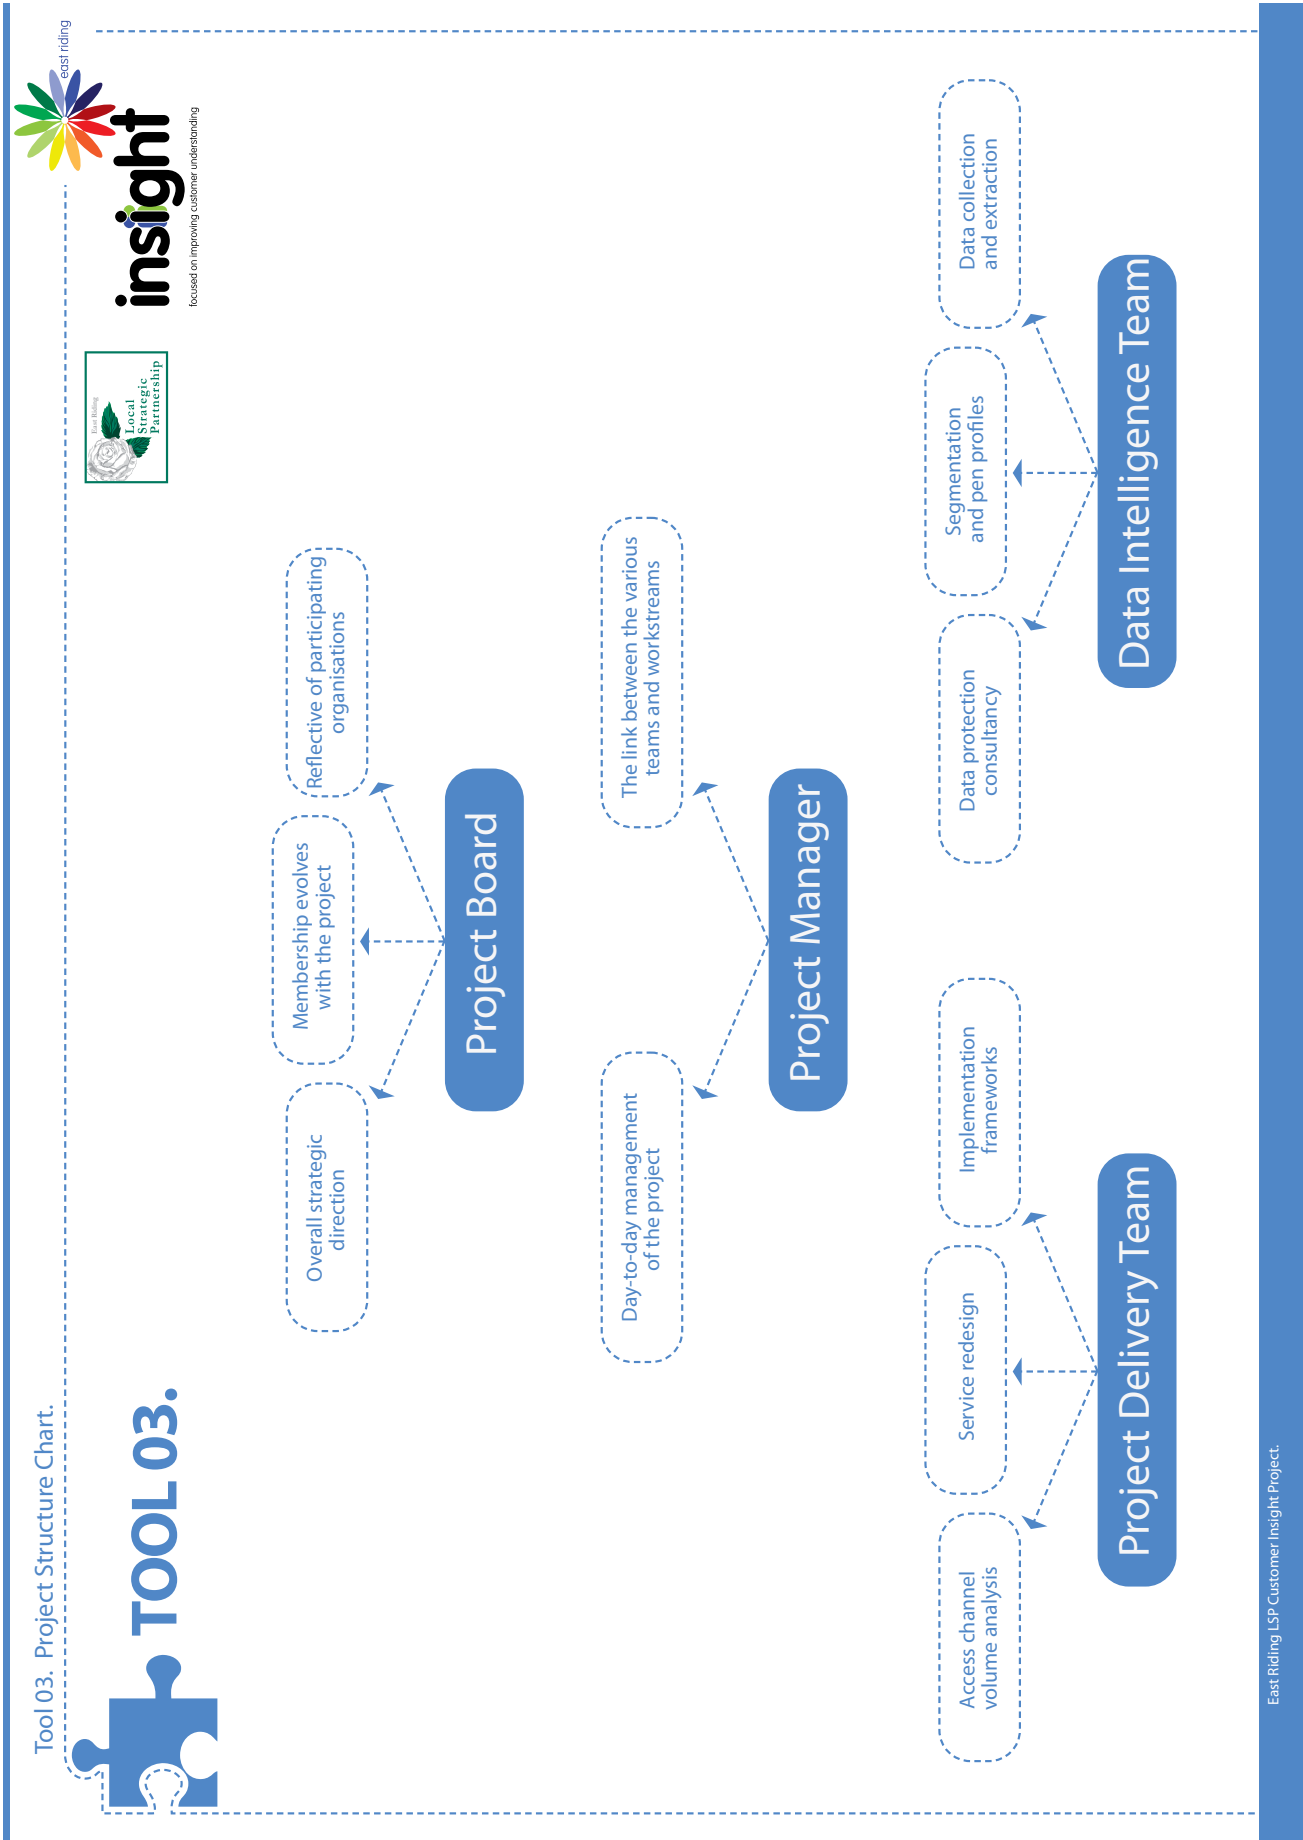 Tool 03.  Project Structure Chart.
east riding
insight
focused on improving customer understanding
East Riding
Local
Strategic
Partnership
TOOL 03.
Overall strategic
direction
Membership evolves
with the project
Reflective of participating
organisations
Project Board
Day-to-day management
of the project
The link between the various
teams and workstreams
Project Manager
Access channel
volume analysis
Service redesign
Implementation
frameworks
Project Delivery Team
Data protection
consultancy
Segmentation
and pen profiles
Data collection
and extraction
Data Intelligence Team
East Riding LSP Customer Insight Project.